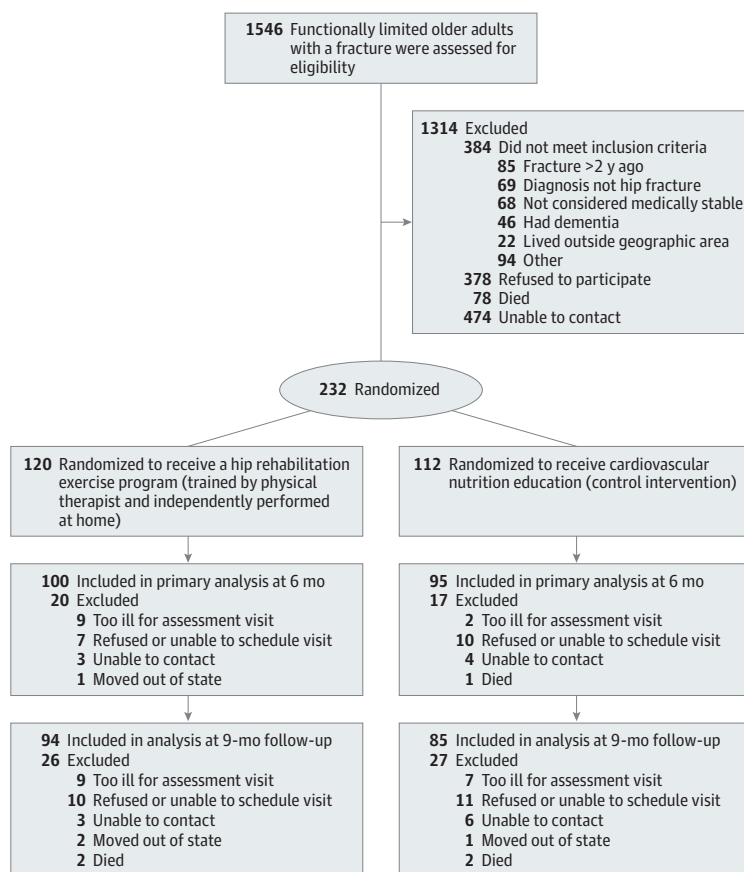 1546 Functionally limited older adults
with a fracture were assessed for
eligibility
1314 Excluded
384 Did not meet inclusion criteria
85 Fracture >2 y ago
69 Diagnosis not hip fracture
68 Not considered medically stable
46 Had dementia
22 Lived outside geographic area
94 Other
378 Refused to participate
78 Died
474 Unable to contact
232 Randomized
120 Randomized to receive a hip rehabilitation
exercise program (trained by physical
therapist and independently performed
at home)
112 Randomized to receive cardiovascular
nutrition education (control intervention)
100 Included in primary analysis at 6 mo
20 Excluded
9 Too ill for assessment visit
7 Refused or unable to schedule visit
3 Unable to contact
1 Moved out of state
95 Included in primary analysis at 6 mo
17 Excluded
2 Too ill for assessment visit
10 Refused or unable to schedule visit
4 Unable to contact
1 Died
94 Included in analysis at 9-mo follow-up
26 Excluded
9 Too ill for assessment visit
10 Refused or unable to schedule visit
3 Unable to contact
2 Moved out of state
2 Died
85 Included in analysis at 9-mo follow-up
27 Excluded
7 Too ill for assessment visit
11 Refused or unable to schedule visit
6 Unable to contact
1 Moved out of state
2 Died